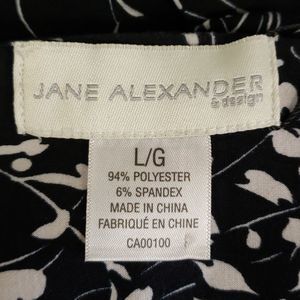 JANE ALEXANDER
& design
L/G
94% POLYESTER
6% SPANDEX
MADE IN CHINA
FABRIQUÉ EN CHINE
CA00100